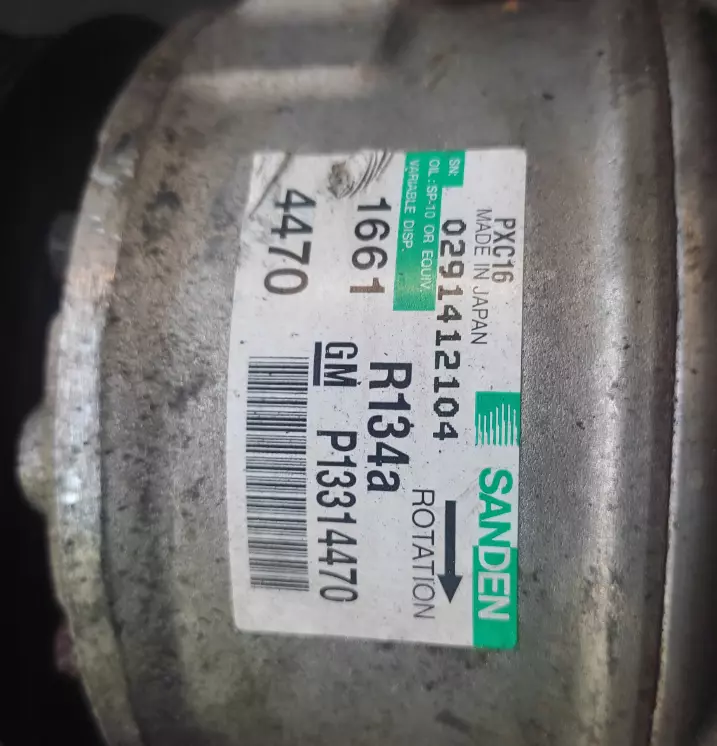 PXC16
MADE IN JAPAN
SANDEN
SN: 0291412104
OIL : SP-10 OR EQUIV.
VARIABLE DISP.
ROTATION
1661
R134a
4470
GM P13314470